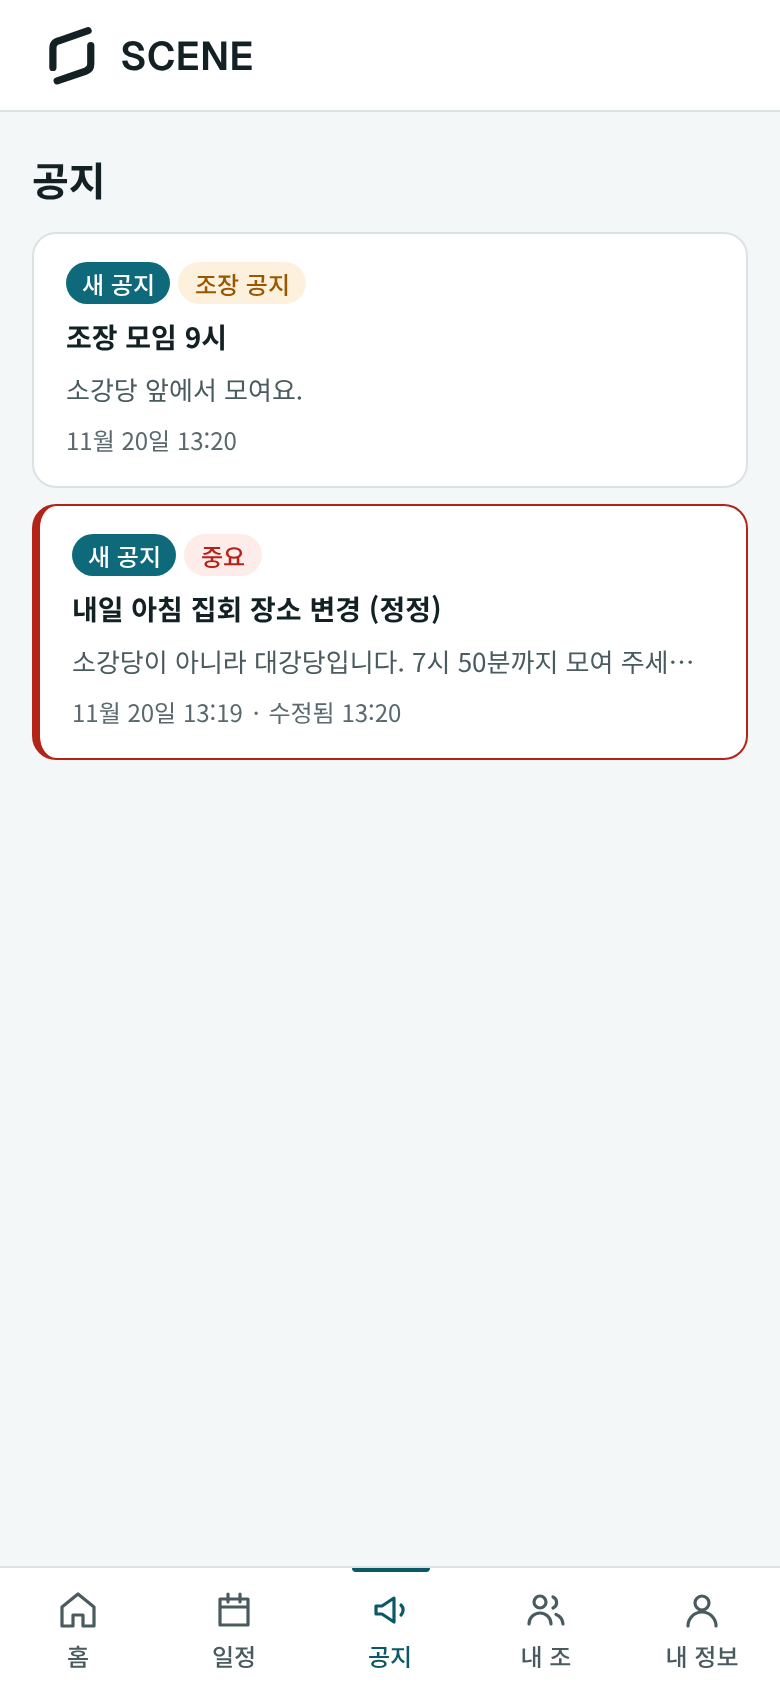 SCENE
공지
새 공지 조장 공지
조장 모임 9시
소강당 앞에서 모여요.
11월 20일 13:20
새 공지 중요
내일 아침 집회 장소 변경 (정정)
소강당이 아니라 대강당입니다. 7시 50분까지 모여 주세…
11월 20일 13:19 · 수정됨 13:20
홈 일정 공지 내 조 내 정보